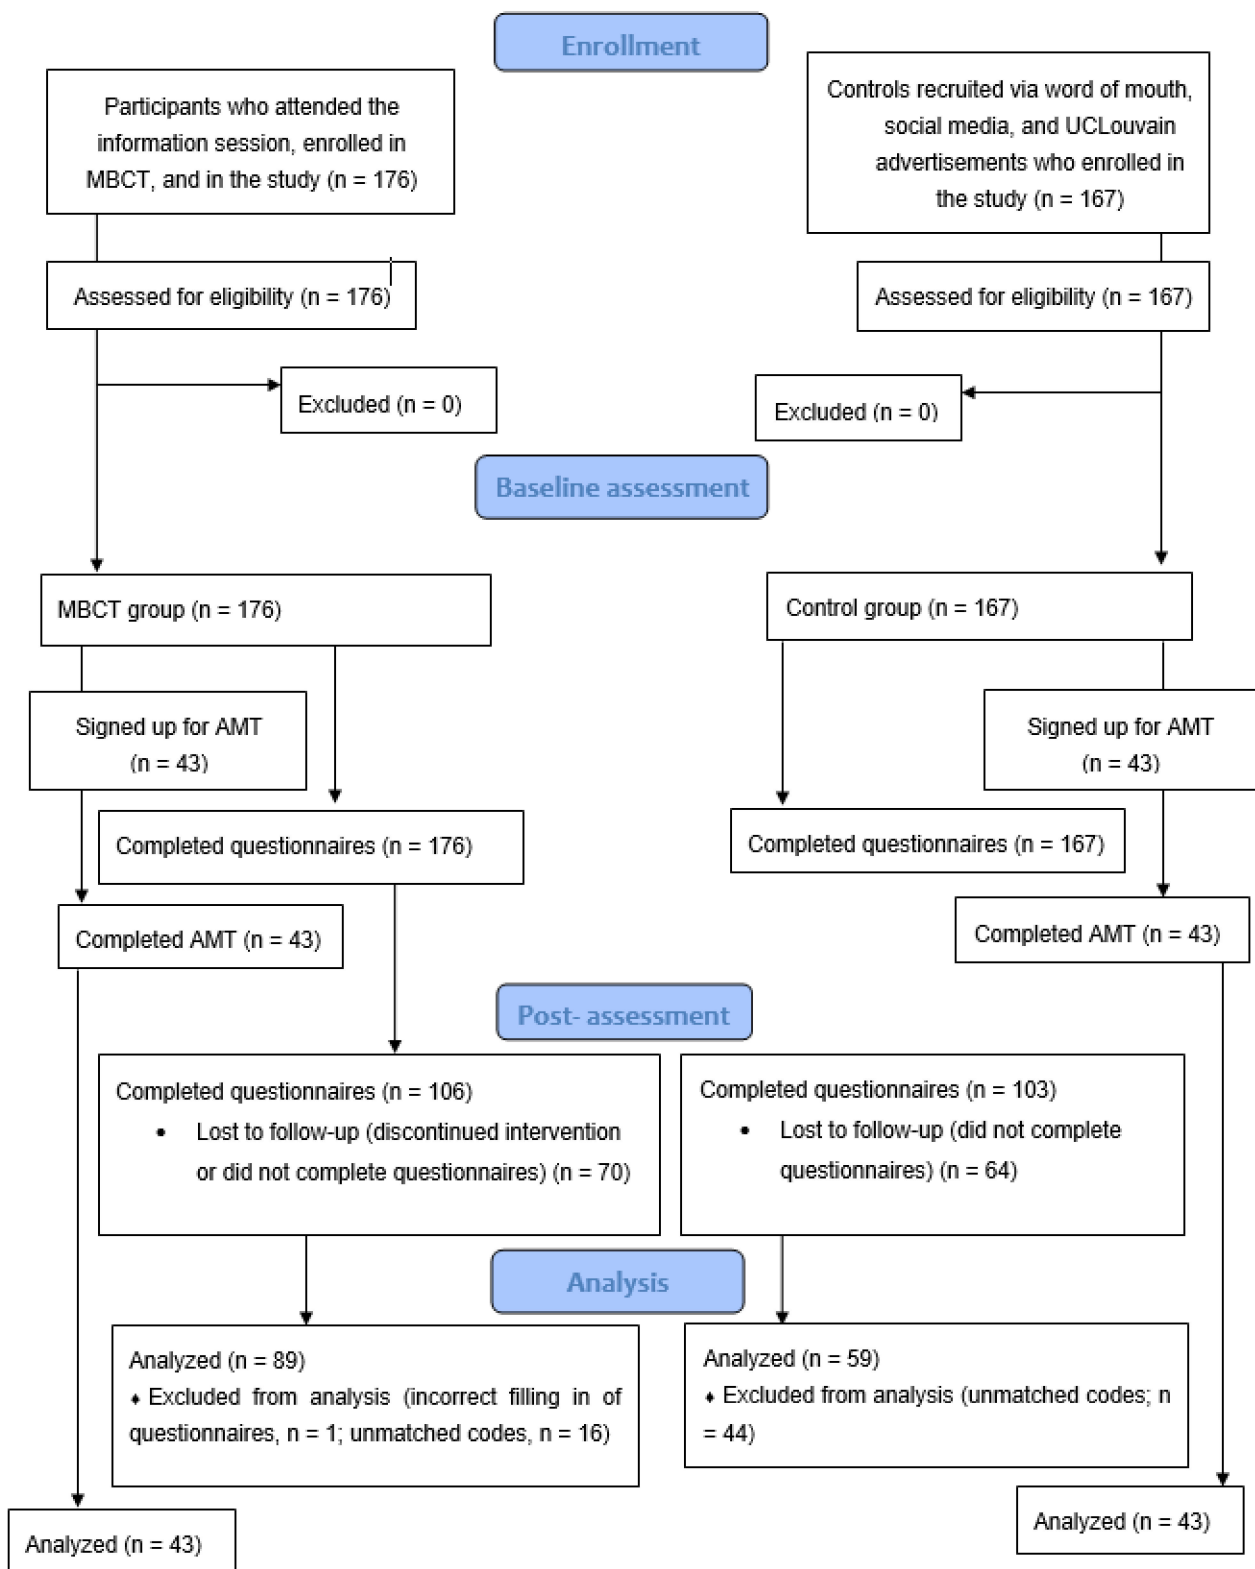 Enrollment
Participants who attended the
information session, enrolled in
MBCT, and in the study (n = 176)
Controls recruited via word of mouth,
social media, and UCLouvain
advertisements who enrolled in
the study (n = 167)
Assessed for eligibility (n = 176)
Assessed for eligibility (n = 167)
Excluded (n = 0)
Excluded (n = 0)
Baseline assessment
MBCT group (n = 176)
Control group (n = 167)
Signed up for AMT
(n = 43)
Signed up for AMT
(n = 43)
Completed questionnaires (n = 176)
Completed questionnaires (n = 167)
Completed AMT (n = 43)
Completed AMT (n = 43)
Post- assessment
Completed questionnaires (n = 106)
• Lost to follow-up (discontinued intervention
or did not complete questionnaires) (n = 70)
Completed questionnaires (n = 103)
• Lost to follow-up (did not complete
questionnaires) (n = 64)
Analysis
Analyzed (n = 89)
♦ Excluded from analysis (incorrect filling in of
questionnaires, n = 1; unmatched codes, n = 16)
Analyzed (n = 59)
♦ Excluded from analysis (unmatched codes; n
= 44)
Analyzed (n = 43)
Analyzed (n = 43)